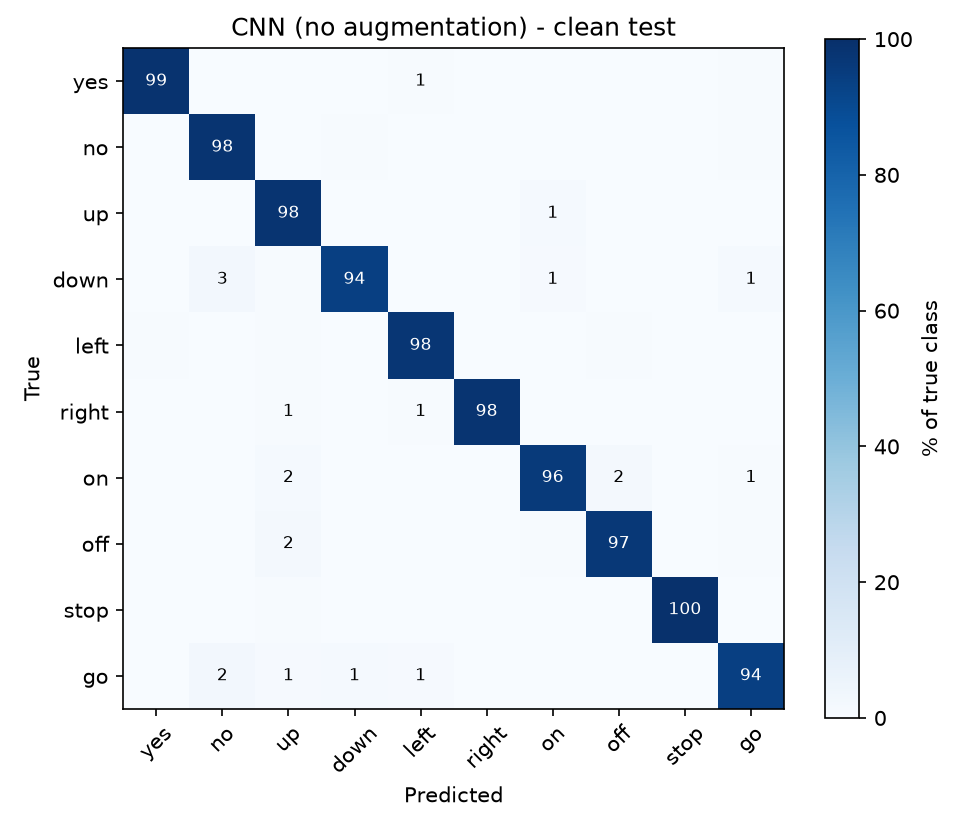 CNN (no augmentation) - clean test
yes 99 1
no 98
up 98 1
down 3 94 1 1
left 98
right 1 1 98
on 2 96 2 1
off 2 97
stop 100
go 2 1 1 1 94
yes no up down left right on off stop go
Predicted
True
100
80
60
40
20
0
% of true class